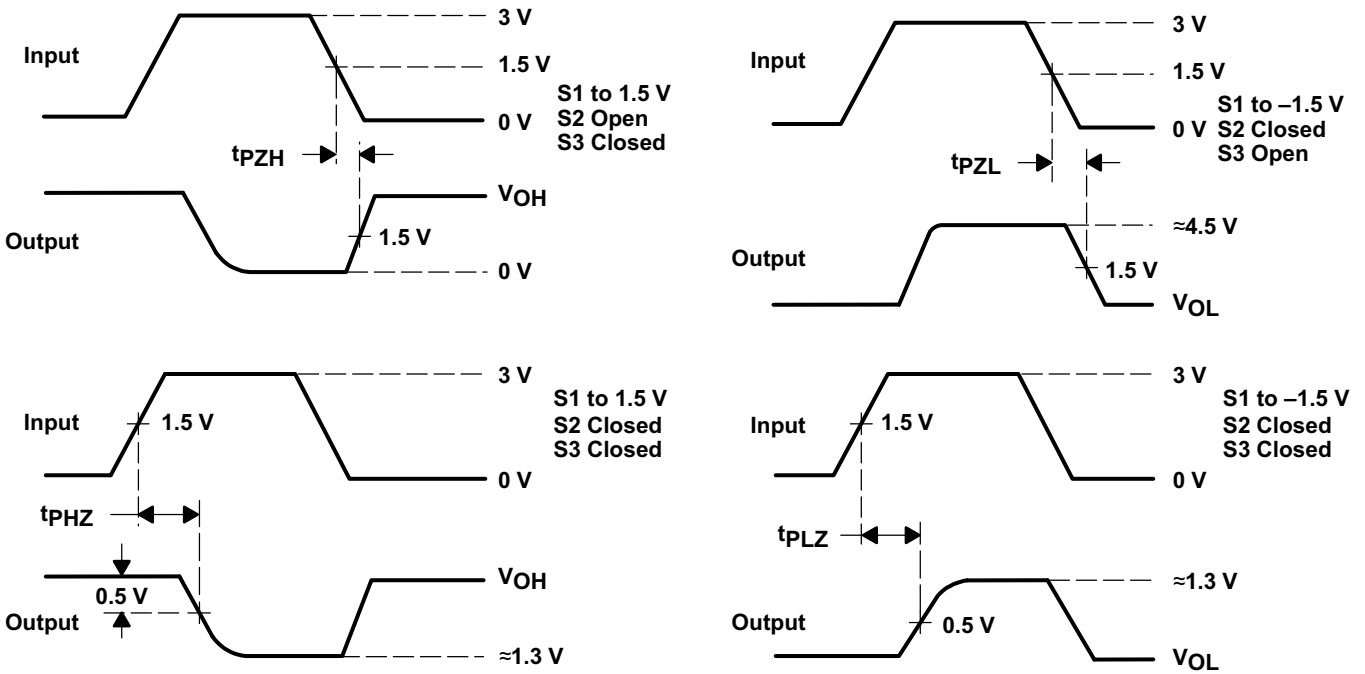 3 V
Input
1.5 V
S1 to 1.5 V
S2 Open
S3 Closed
0 V
tPZH
VOH
Output
1.5 V
0 V
3 V
Input
1.5 V
S1 to –1.5 V
S2 Closed
S3 Open
0 V
tPZL
≈4.5 V
Output
1.5 V
VOL
3 V
S1 to 1.5 V
S2 Closed
S3 Closed
Input
1.5 V
0 V
tPHZ
VOH
0.5 V
Output
≈1.3 V
3 V
S1 to –1.5 V
S2 Closed
S3 Closed
Input
1.5 V
0 V
tPLZ
≈1.3 V
Output
0.5 V
VOL